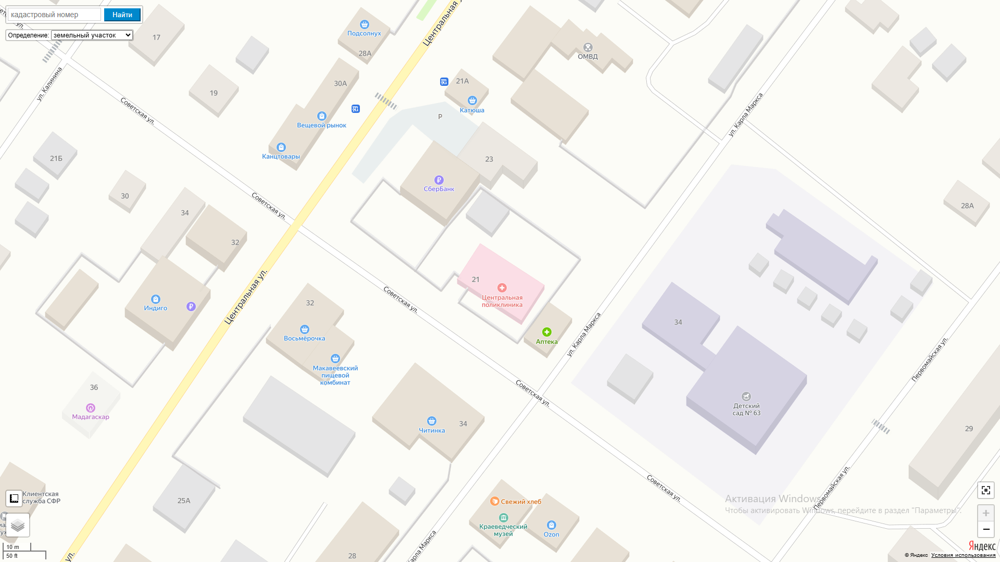 кадастровый номер
Найти
Определение: земельный участок
ул. Калинина
17
19
Советская ул.
Подсолнух
28А
30А
Вещевой рынок
Канцтовары
Центральная
21А
Катюша
P
ОМВД
23
СберБанк
ул. Карла Маркса
28А
21Б
30
34
32
Советская ул.
Индиго
Центральная ул.
32
Восьмёрочка
Макавеевский
пищевой
комбинат
Советская ул.
21
Центральная
поликлиника
Аптека
ул. Карла Маркса
34
Детский
сад № 63
Первомайская ул.
29
36
Мадагаскар
Читинка
34
Советская ул.
25А
Клиентская
служба СФР
Свежий хлеб
Краеведческий
музей
Ozon
28
Карла Маркса
Советская ул.
Первомайская ул.
Активация Windows
Чтобы активировать Windows, перейдите в раздел "Параметры".
+
−
10 m
50 ft
ул.
Яндекс
© Яндекс Условия использования